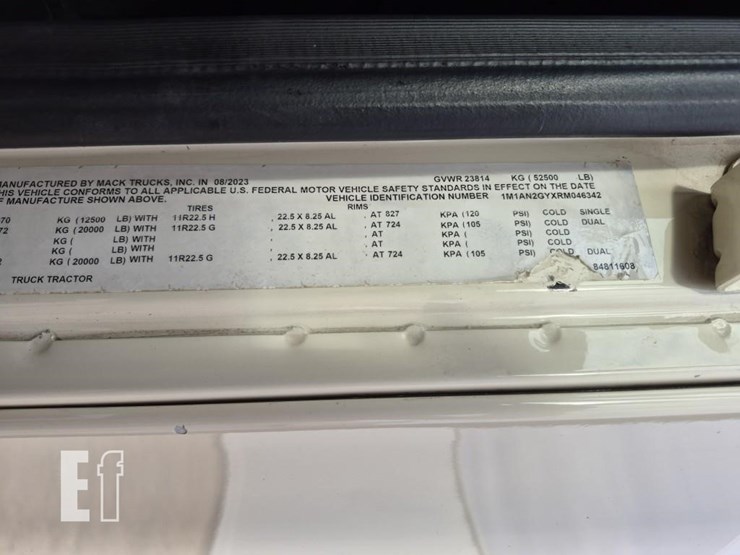 MANUFACTURED BY MACK TRUCKS, INC. IN 08/2023 GVWR 23814 KG ( 52500 LB)
THIS VEHICLE CONFORMS TO ALL APPLICABLE U.S. FEDERAL MOTOR VEHICLE SAFETY STANDARDS IN EFFECT ON THE DATE
OF MANUFACTURE SHOWN ABOVE. VEHICLE IDENTIFICATION NUMBER 1M1AN2GYXRM046342
TIRES RIMS
70 KG (12500 LB) WITH 11R22.5 H , 22.5 X 8.25 AL , AT 827 KPA (120 PSI) COLD SINGLE
72 KG (20000 LB) WITH 11R22.5 G , 22.5 X 8.25 AL , AT 724 KPA (105 PSI) COLD DUAL
KG ( LB) WITH , , AT KPA ( PSI) COLD
KG ( LB) WITH , , AT KPA ( PSI) COLD
2 KG (20000 LB) WITH 11R22.5 G , 22.5 X 8.25 AL , AT 724 KPA (105 PSI) COLD DUAL
TRUCK TRACTOR 84811608
Ef